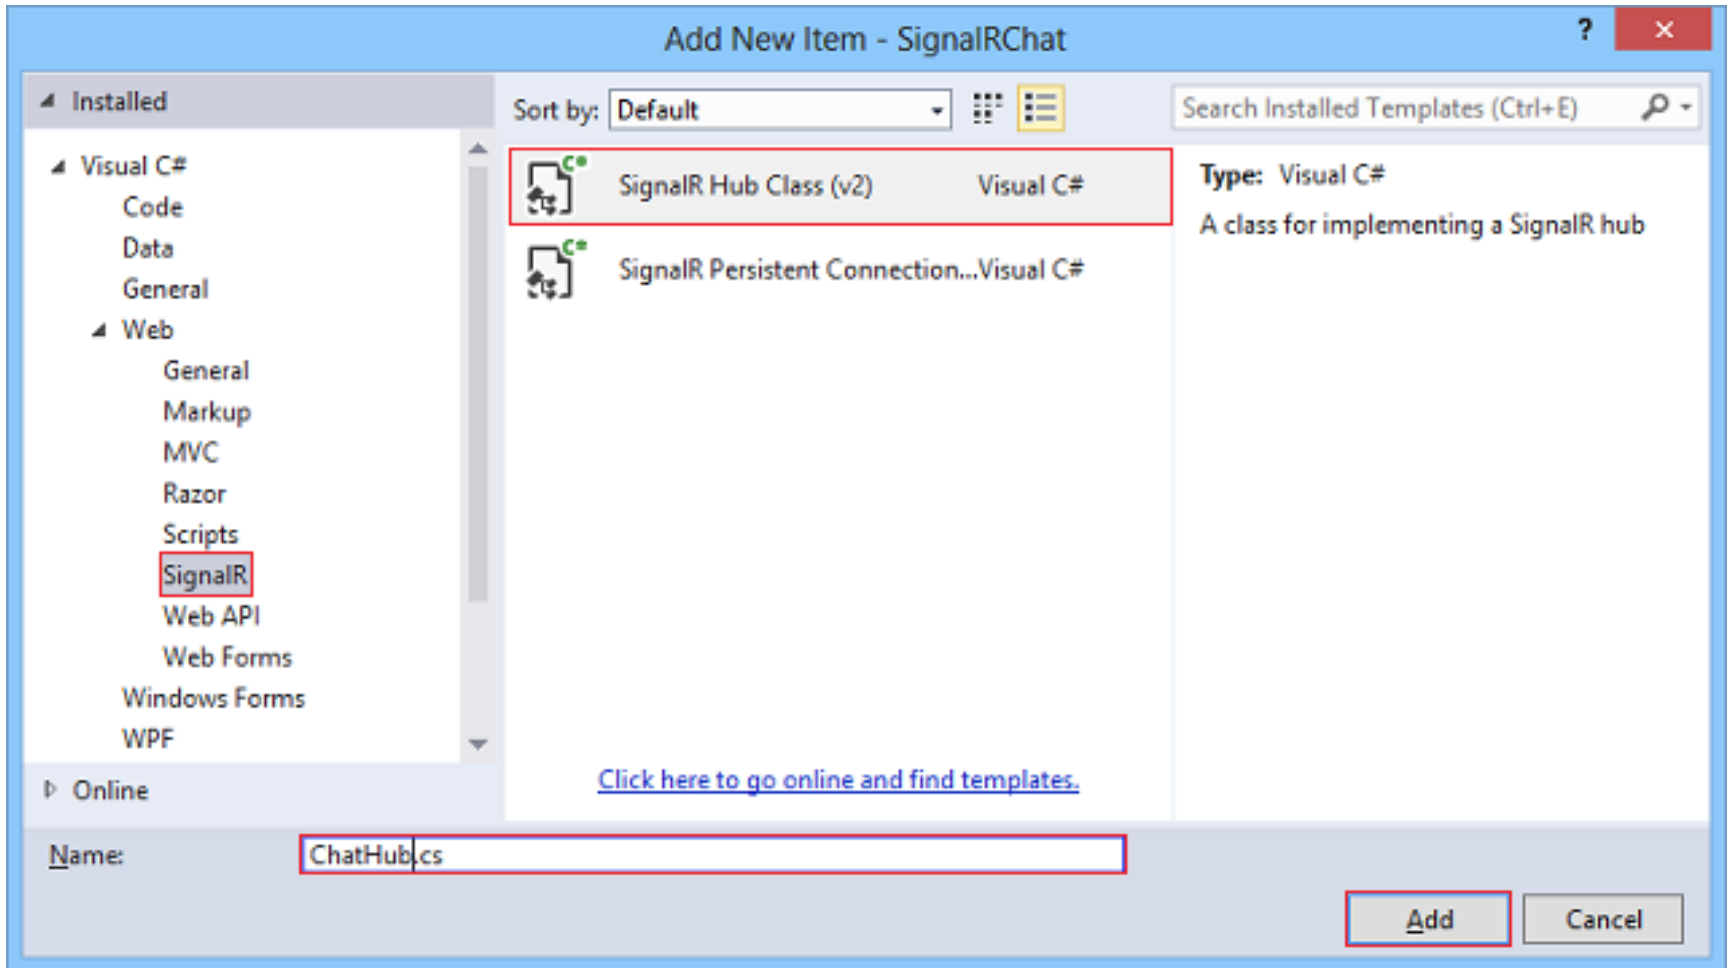 Add New Item - SignalRChat
?
Installed
Sort by: Default
Search Installed Templates (Ctrl+E)
Visual C#
Code
Data
General
Web
General
Markup
MVC
Razor
Scripts
SignalR
Web API
Web Forms
Windows Forms
WPF
Online
C#
SignalR Hub Class (v2) Visual C#
C#
SignalR Persistent Connection...Visual C#
Click here to go online and find templates.
Type: Visual C#
A class for implementing a SignalR hub
Name: ChatHub.cs
Add Cancel